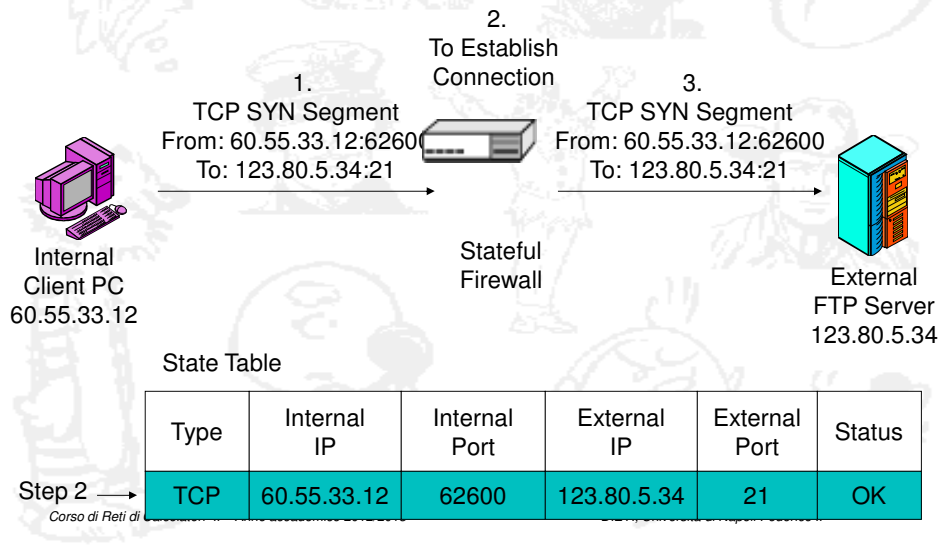 2.
To Establish
Connection
1.
TCP SYN Segment
From: 60.55.33.12:6260
To: 123.80.5.34:21
3.
TCP SYN Segment
From: 60.55.33.12:62600
To: 123.80.5.34:21
Internal
Client PC
60.55.33.12
Stateful
Firewall
External
FTP Server
123.80.5.34
State Table
Type Internal IP Internal Port External IP External Port Status
Step 2 TCP 60.55.33.12 62600 123.80.5.34 21 OK
Corso di Reti di